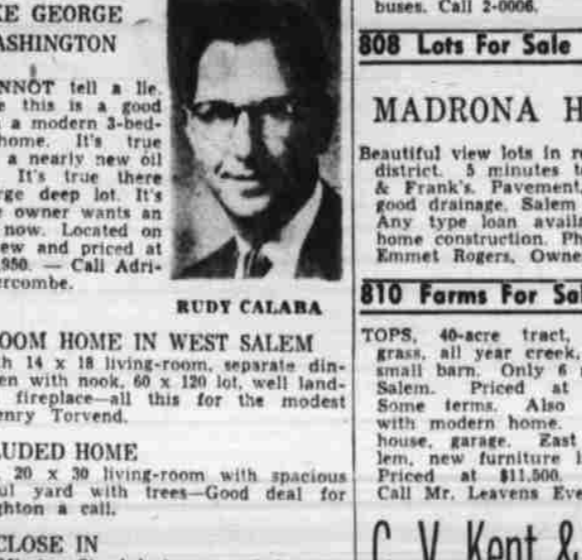 KE GEORGE
ASHINGTON
NNOT tell a lie.
e this is a good
a modern 3-bed-
home. It's true
a nearly new oil
It's true there
rge deep lot. It's
e owner wants an
now. Located on
ew and priced at
,950. — Call Adri-
ercombe.
RUDY CALABA
OOM HOME IN WEST SALEM
h 14 x 18 living-room, separate din-
en with nook, 60 x 120 lot, well land-
fireplace—all this for the modest
enry Torvend.
LUDED HOME
20 x 30 living-room with spacious
ul yard with trees—Good deal for
ghton a call.
CLOSE IN
buses. Call 2-0006.
808 Lots For Sale
MADRONA H
Beautiful view lots in r
district. 5 minutes t
& Frank's. Pavement
good drainage, Salem
Any type loan availa
home construction. Ph
Emmet Rogers, Owne
810 Farms For Sal
TOPS, 40-acre tract,
grass, all year creek,
small barn. Only 6
Salem. Priced at
Some terms. Also
with modern home.
house, garage. East
lem, new furniture i
Priced at $11,500.
Call Mr. Leavens Eve
C. V. Kent &